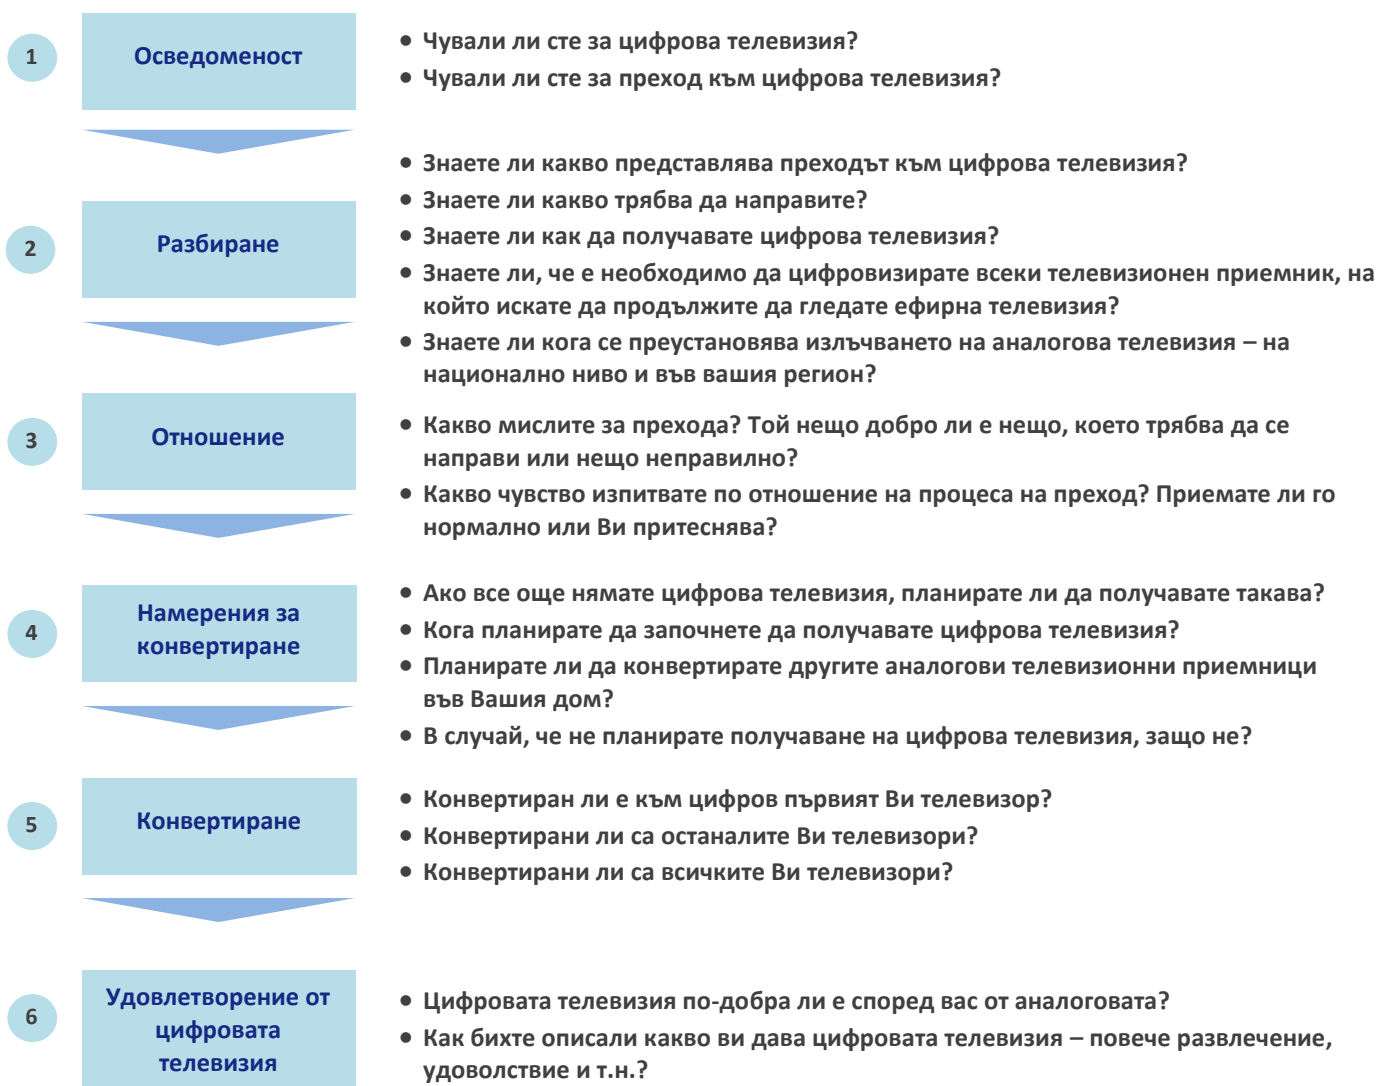 1
Осведоменост
• Чували ли сте за цифрова телевизия?
• Чували ли сте за преход към цифрова телевизия?
2
Разбиране
• Знаете ли какво представлява преходът към цифрова телевизия?
• Знаете ли какво трябва да направите?
• Знаете ли как да получавате цифрова телевизия?
• Знаете ли, че е необходимо да цифровизирате всеки телевизионен приемник, на
който искате да продължите да гледате ефирна телевизия?
• Знаете ли кога се преустановява излъчването на аналогова телевизия – на
национално ниво и във вашия регион?
3
Отношение
• Какво мислите за прехода? Той нещо добро ли е нещо, което трябва да се
направи или нещо неправилно?
• Какво чувство изпитвате по отношение на процеса на преход? Приемате ли го
нормално или Ви притеснява?
4
Намерения за
конвертиране
• Ако все още нямате цифрова телевизия, планирате ли да получавате такава?
• Кога планирате да започнете да получавате цифрова телевизия?
• Планирате ли да конвертирате другите аналогови телевизионни приемници
във Вашия дом?
• В случай, че не планирате получаване на цифрова телевизия, защо не?
5
Конвертиране
• Конвертиран ли е към цифров първият Ви телевизор?
• Конвертирани ли са останалите Ви телевизори?
• Конвертирани ли са всичките Ви телевизори?
6
Удовлетворение от
цифровата
телевизия
• Цифровата телевизия по-добра ли е според вас от аналоговата?
• Как бихте описали какво ви дава цифровата телевизия – повече развлечение,
удоволствие и т.н.?